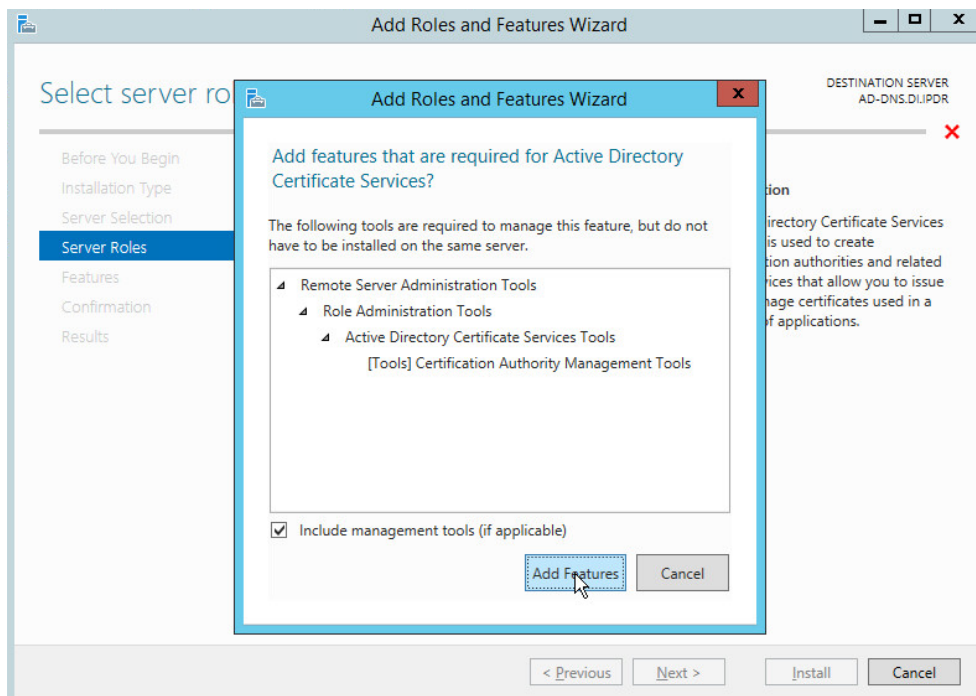 Add Roles and Features Wizard
Select server ro
DESTINATION SERVER
AD-DNS.DI.IPDR
Before You Begin
Installation Type
Server Selection
Server Roles
Features
Confirmation
Results
Add Roles and Features Wizard
Add features that are required for Active Directory
Certificate Services?
The following tools are required to manage this feature, but do not
have to be installed on the same server.
Remote Server Administration Tools
Role Administration Tools
Active Directory Certificate Services Tools
[Tools] Certification Authority Management Tools
Include management tools (if applicable)
Add Features
Cancel
tion
irectory Certificate Services
is used to create
tion authorities and related
vices that allow you to issue
nage certificates used in a
of applications.
< Previous
Next >
Install
Cancel